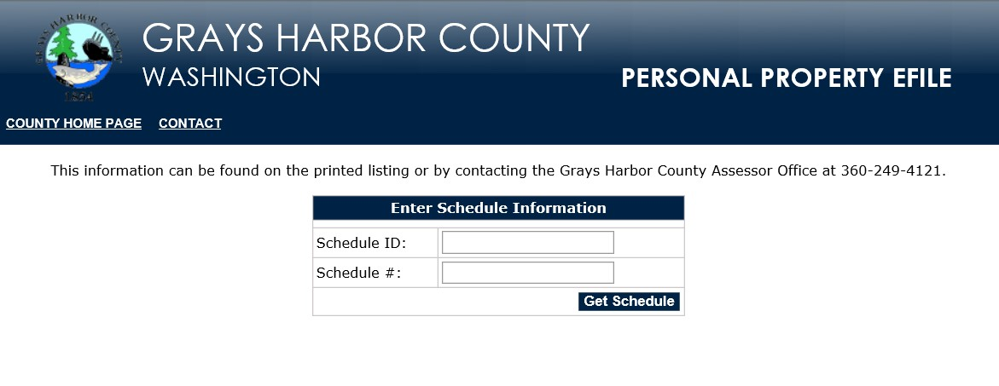 GRAYS HARBOR COUNTY
1854
GRAYS HARBOR COUNTY
WASHINGTON
PERSONAL PROPERTY EFILE
COUNTY HOME PAGE CONTACT
This information can be found on the printed listing or by contacting the Grays Harbor County Assessor Office at 360-249-4121.
Enter Schedule Information
Schedule ID:
Schedule #:
Get Schedule